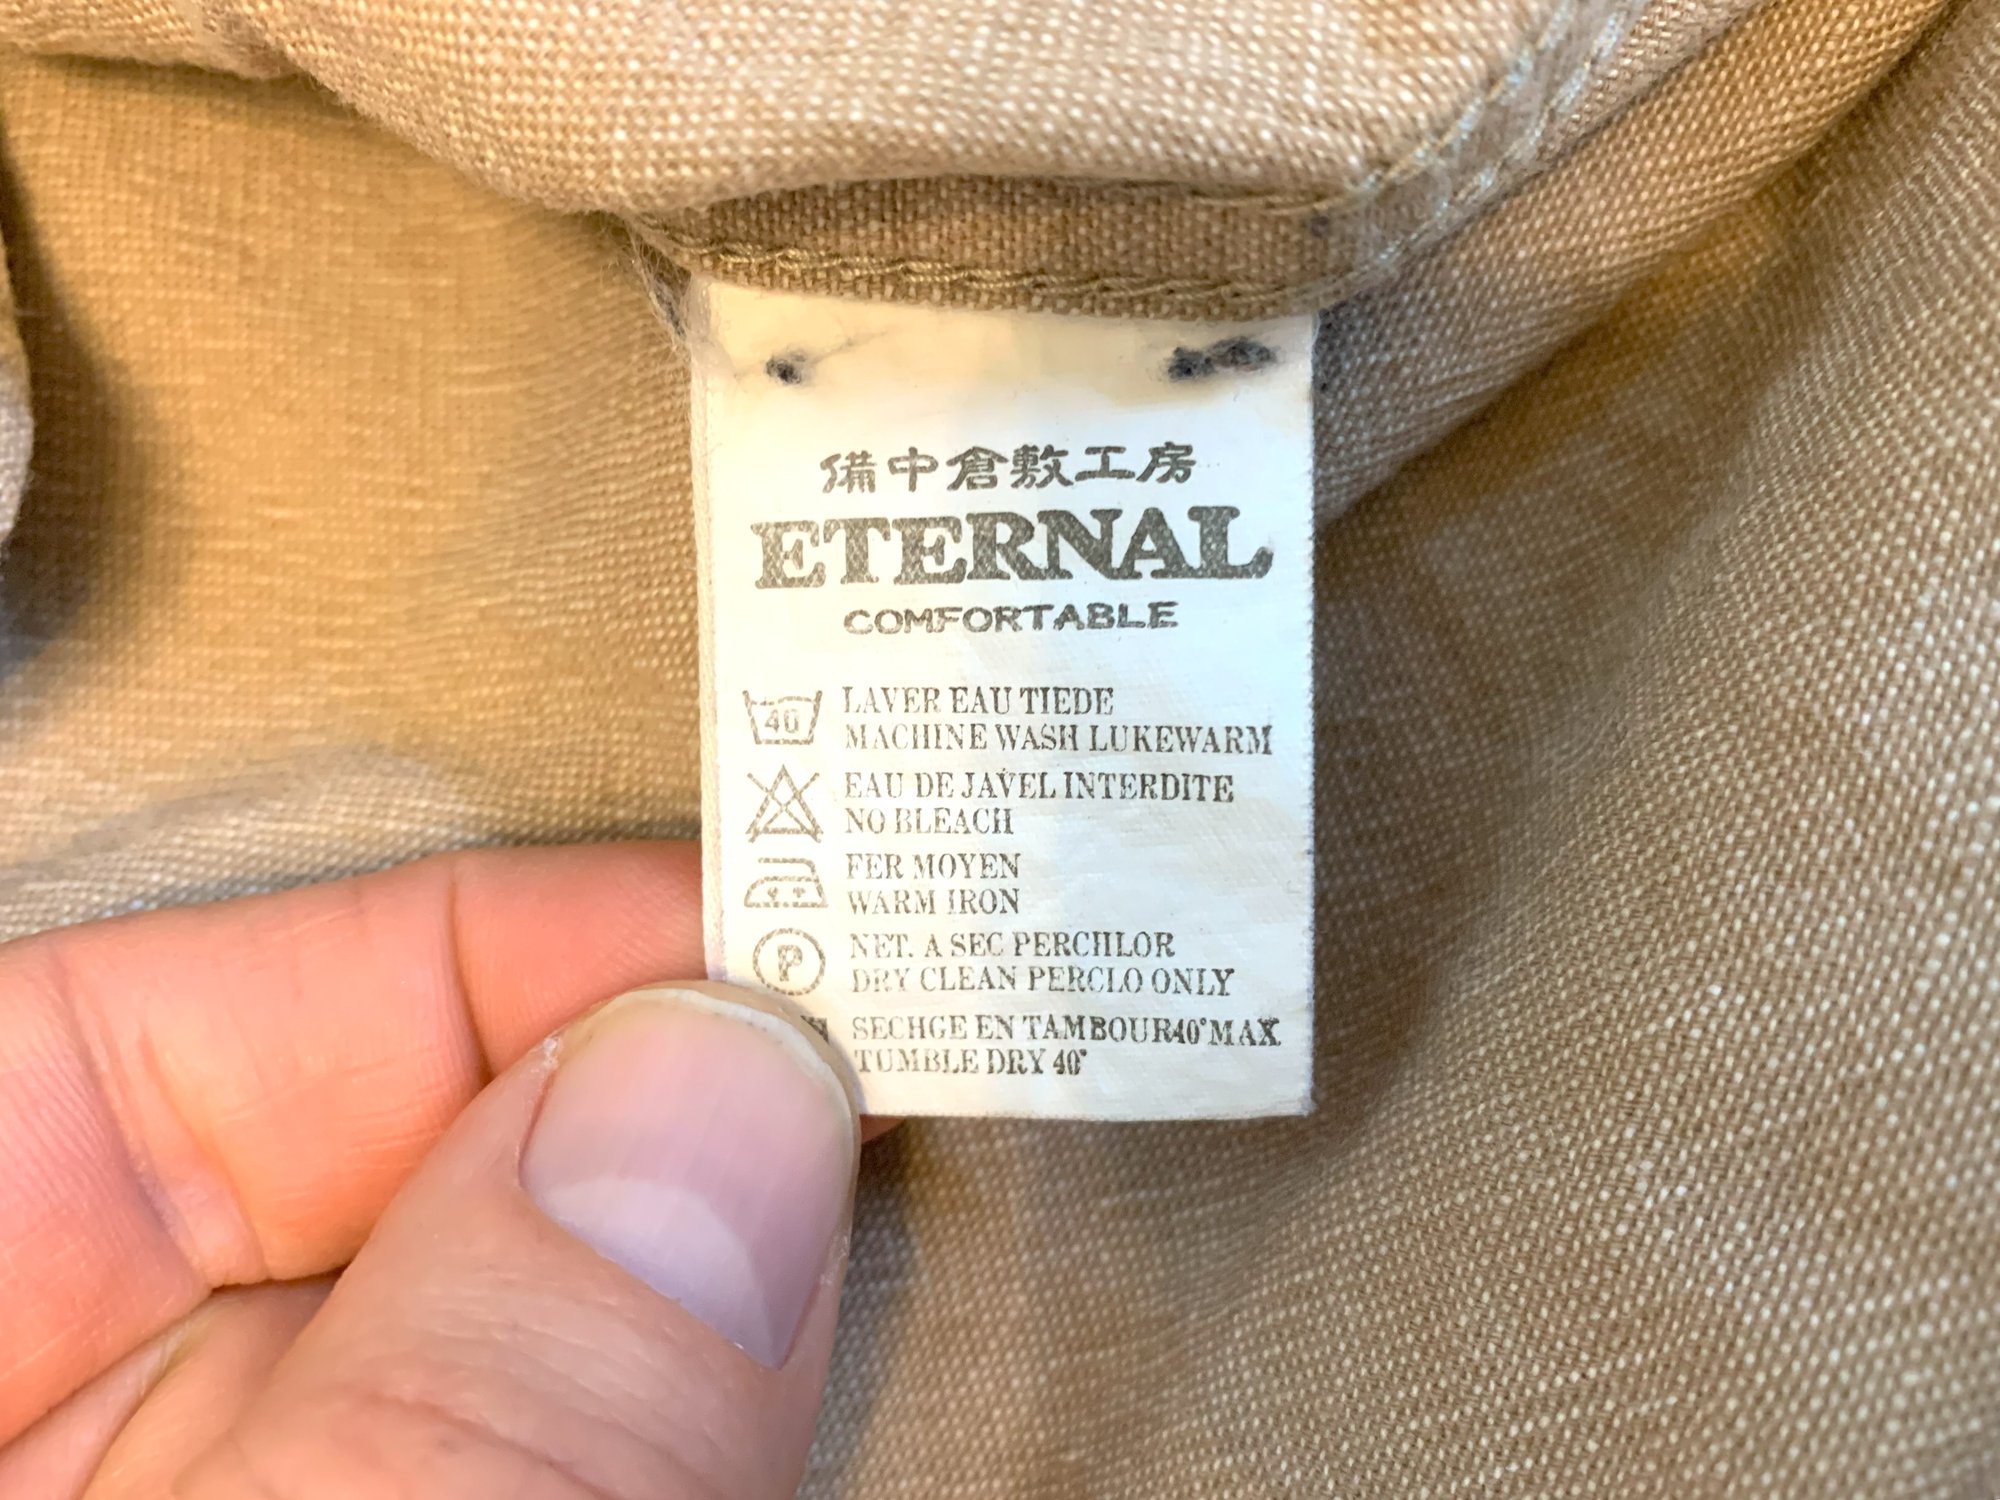 備中倉敷工房
ETERNAL
COMFORTABLE
40
LAVER EAU TIEDE
MACHINE WASH LUKEWARM
EAU DE JAVEL INTERDITE
NO BLEACH
FER MOYEN
WARM IRON
P
NET. A SEC PERCHLOR
DRY CLEAN PERCLO ONLY
SECHGE EN TAMBOUR40°MAX
TUMBLE DRY 40°